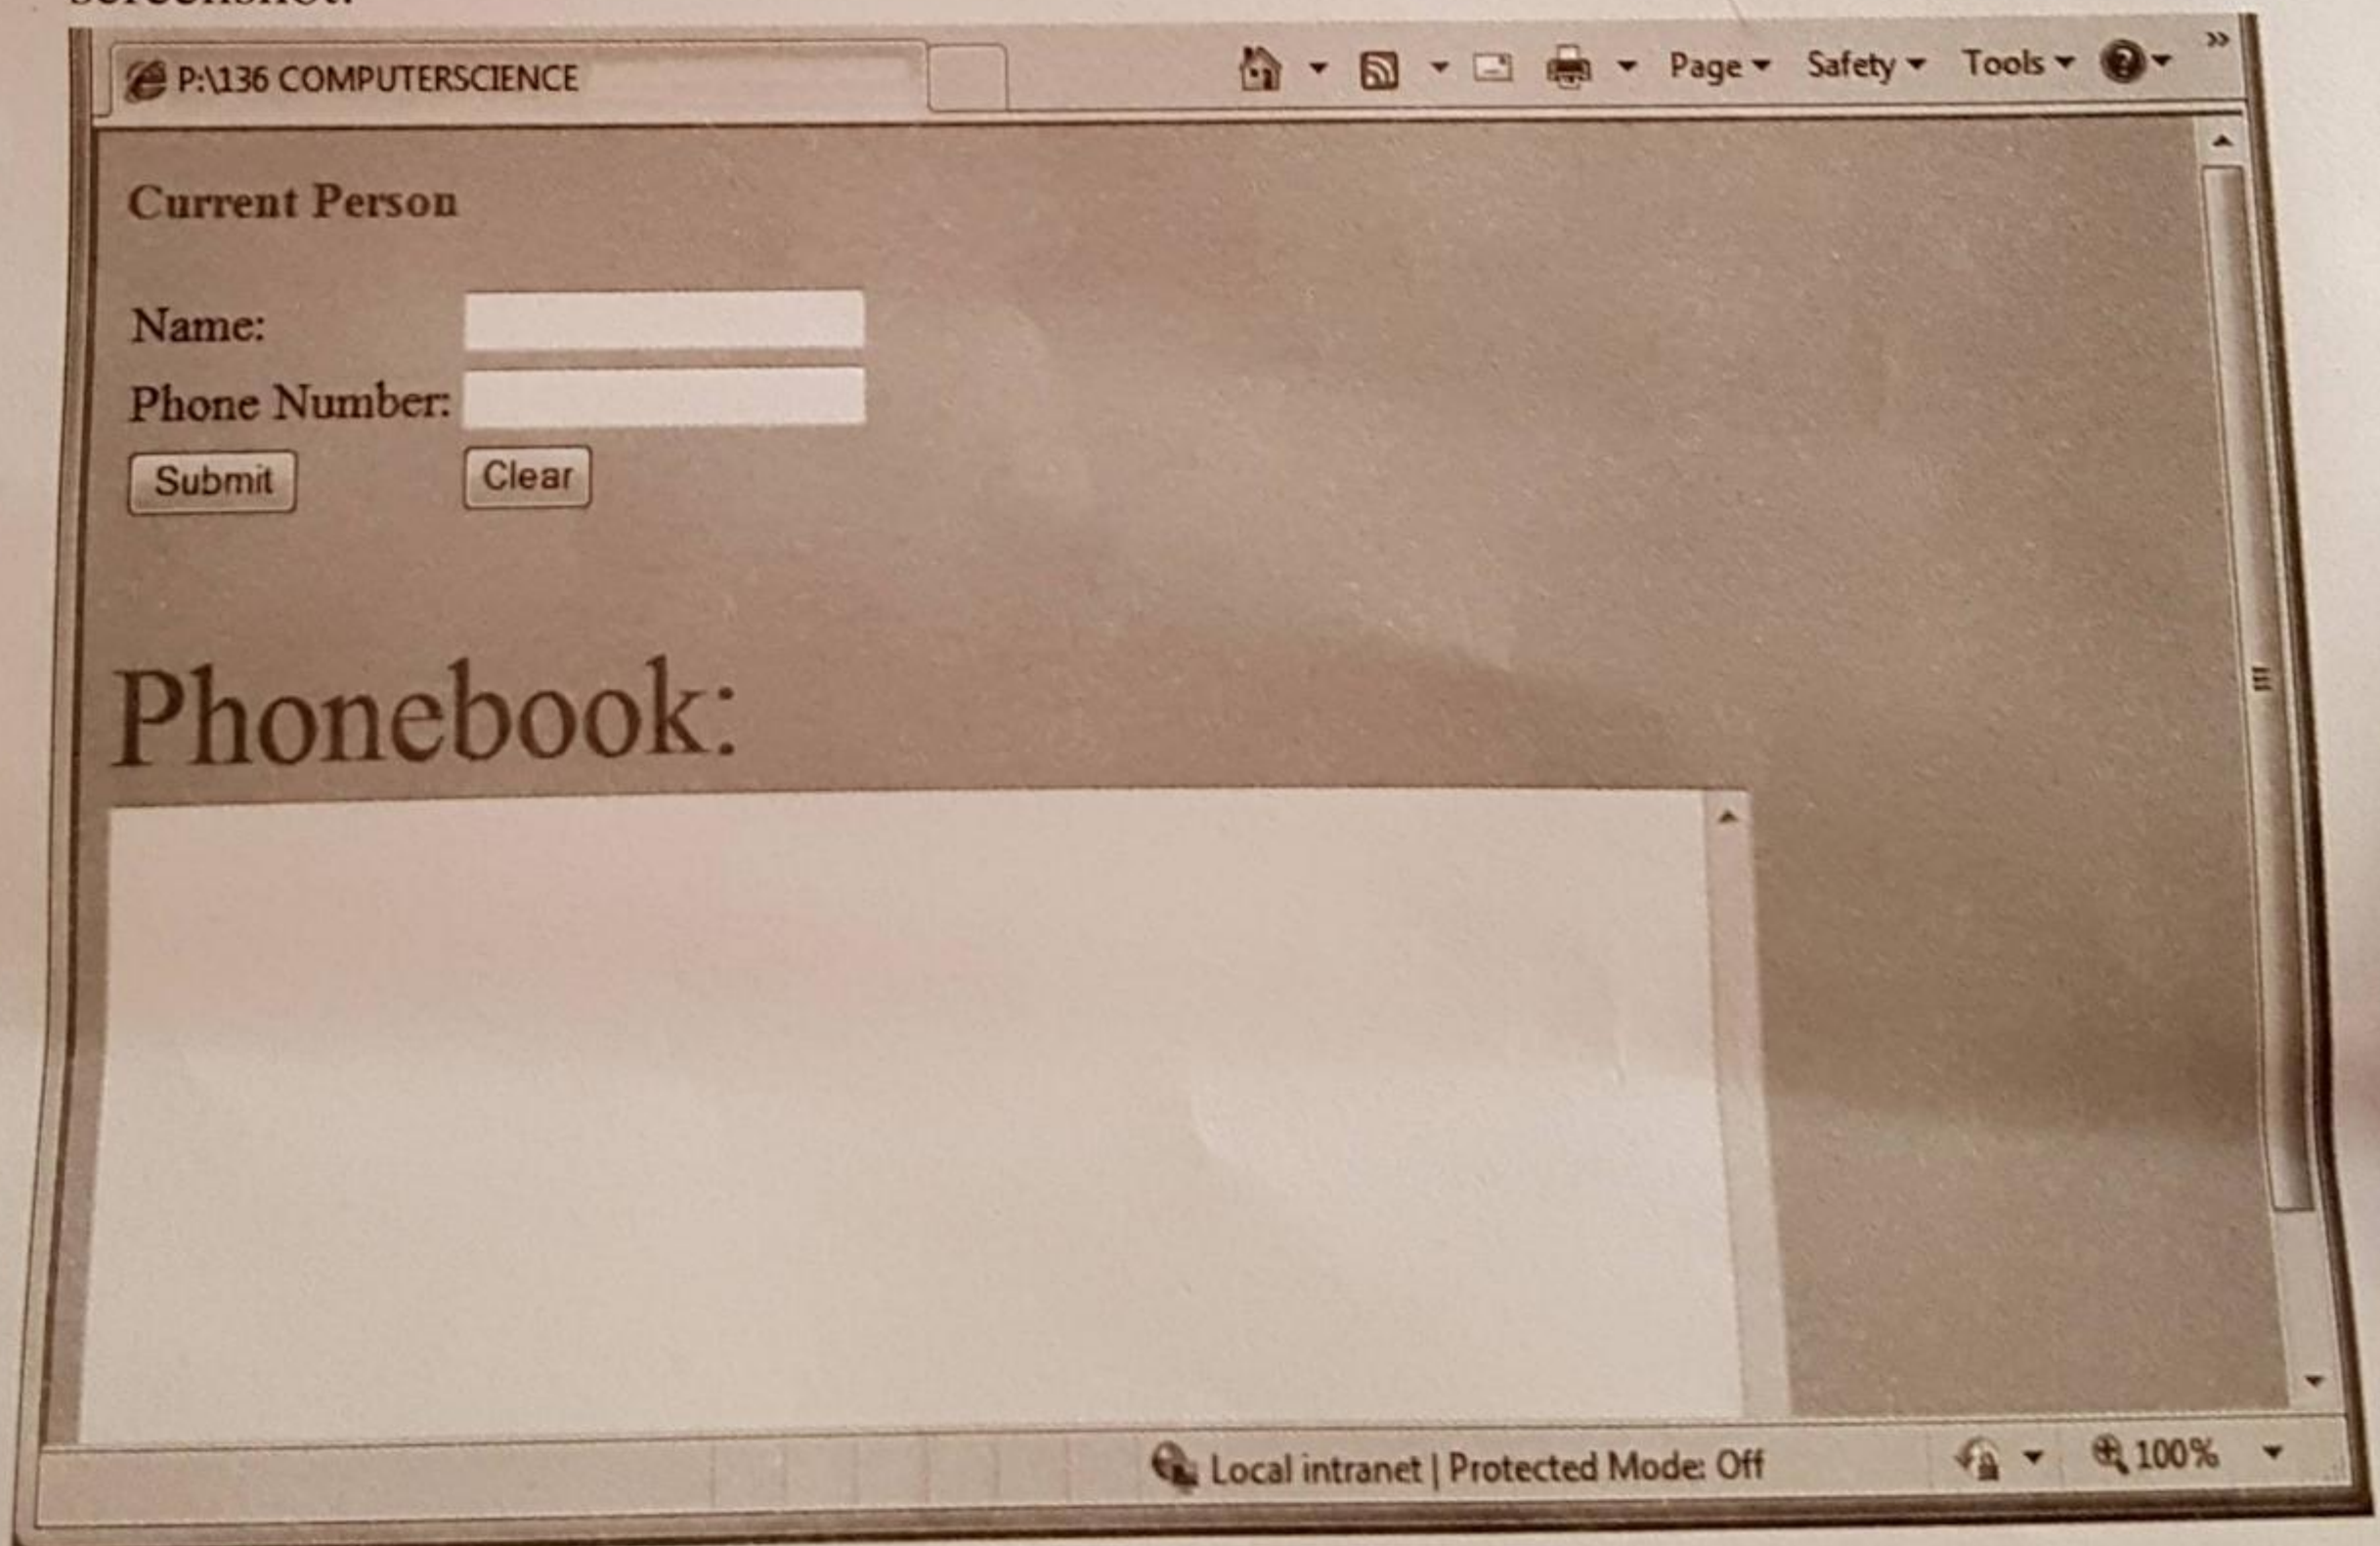 P:\136 COMPUTERSCIENCE
Page Safety Tools
Current Person
Name:
Phone Number:
Submit Clear
Phonebook:
Local intranet | Protected Mode: Off 100%